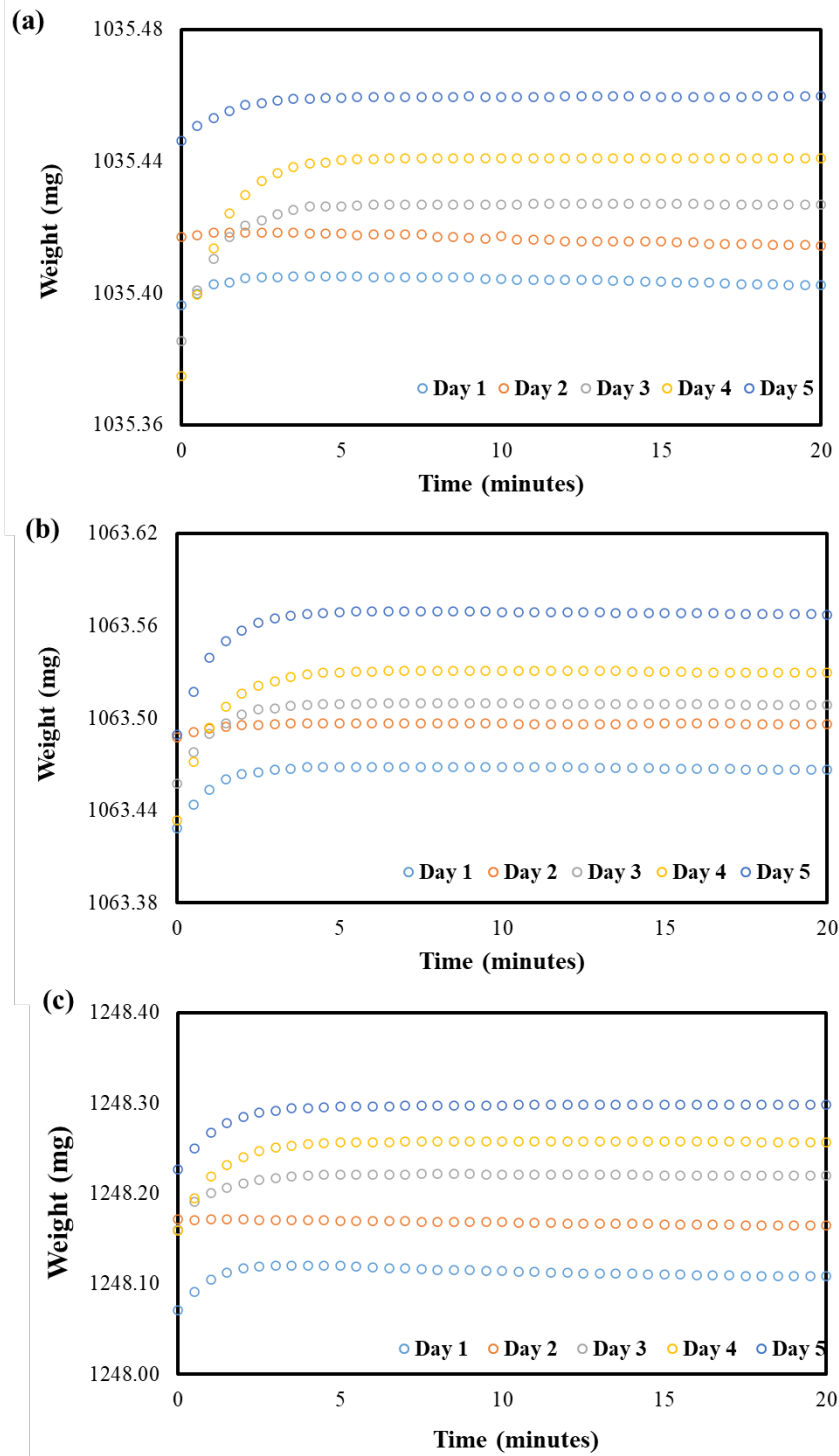 (a)
1035.48
1035.44
1035.40
1035.36
Weight (mg)
Day 1 Day 2 Day 3 Day 4 Day 5
0 5 10 15 20
Time (minutes)
(b)
1063.62
1063.56
1063.50
1063.44
1063.38
Weight (mg)
Day 1 Day 2 Day 3 Day 4 Day 5
0 5 10 15 20
Time (minutes)
(c)
1248.40
1248.30
1248.20
1248.10
1248.00
Weight (mg)
Day 1 Day 2 Day 3 Day 4 Day 5
0 5 10 15 20
Time (minutes)